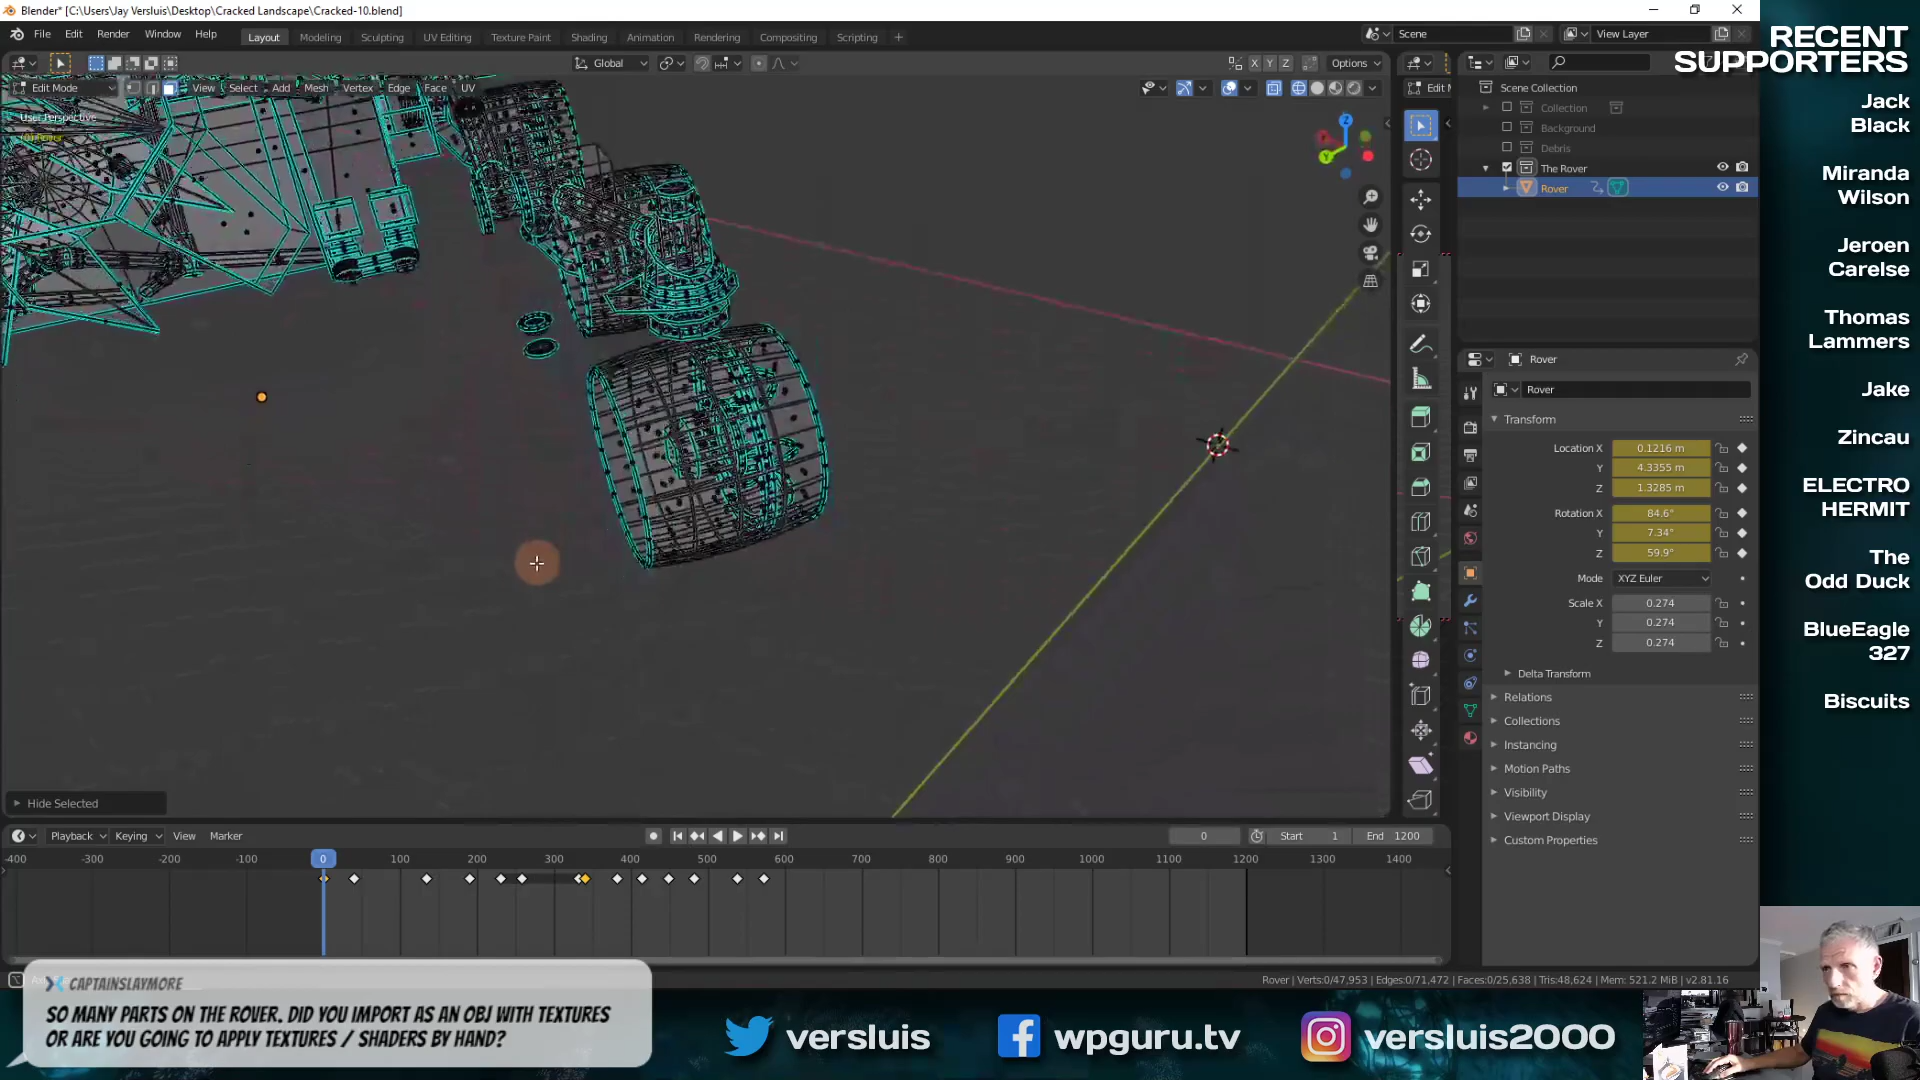 Blender* [C:\Users\Jay Versluis\Desktop\Cracked Landscape\Cracked-10.blend]
File Edit Render Window Help
Layout Modeling Sculpting UV Editing Texture Paint Shading Animation Rendering Compositing Scripting +
Scene
View Layer
Global
X Y Z
Options
Edit Mode
View Select Add Mesh Vertex Edge Face UV
User Perspective
(0) Rover
Z
Y
Hide Selected
Scene Collection
Collection
Background
Debris
The Rover
Rover
Rover
Rover
Transform
Location X 0.1216 m
Y 4.3355 m
Z 1.3285 m
Rotation X 84.6°
Y 7.34°
Z 59.9°
Mode XYZ Euler
Scale X 0.274
Y 0.274
Z 0.274
Delta Transform
Relations
Collections
Instancing
Motion Paths
Visibility
Viewport Display
Custom Properties
Playback Keying View Marker
0
Start 1
End 1200
-400 -300 -200 -100 0 100 200 300 400 500 600 700 800 900 1000 1100 1200 1300 1400
Rover | Verts:0/47,953 | Edges:0/71,472 | Faces:0/25,638 | Tris:48,624 | Mem: 521.2 MiB | v2.81.16
RECENT
SUPPORTERS
Jack
Black
Miranda
Wilson
Jeroen
Carelse
Thomas
Lammers
Jake
Zincau
ELECTRO
HERMIT
The
Odd Duck
BlueEagle
327
Biscuits
CAPTAINSLAYMORE
SO MANY PARTS ON THE ROVER. DID YOU IMPORT AS AN OBJ WITH TEXTURES
OR ARE YOU GOING TO APPLY TEXTURES / SHADERS BY HAND?
versluis
wpguru.tv
versluis2000